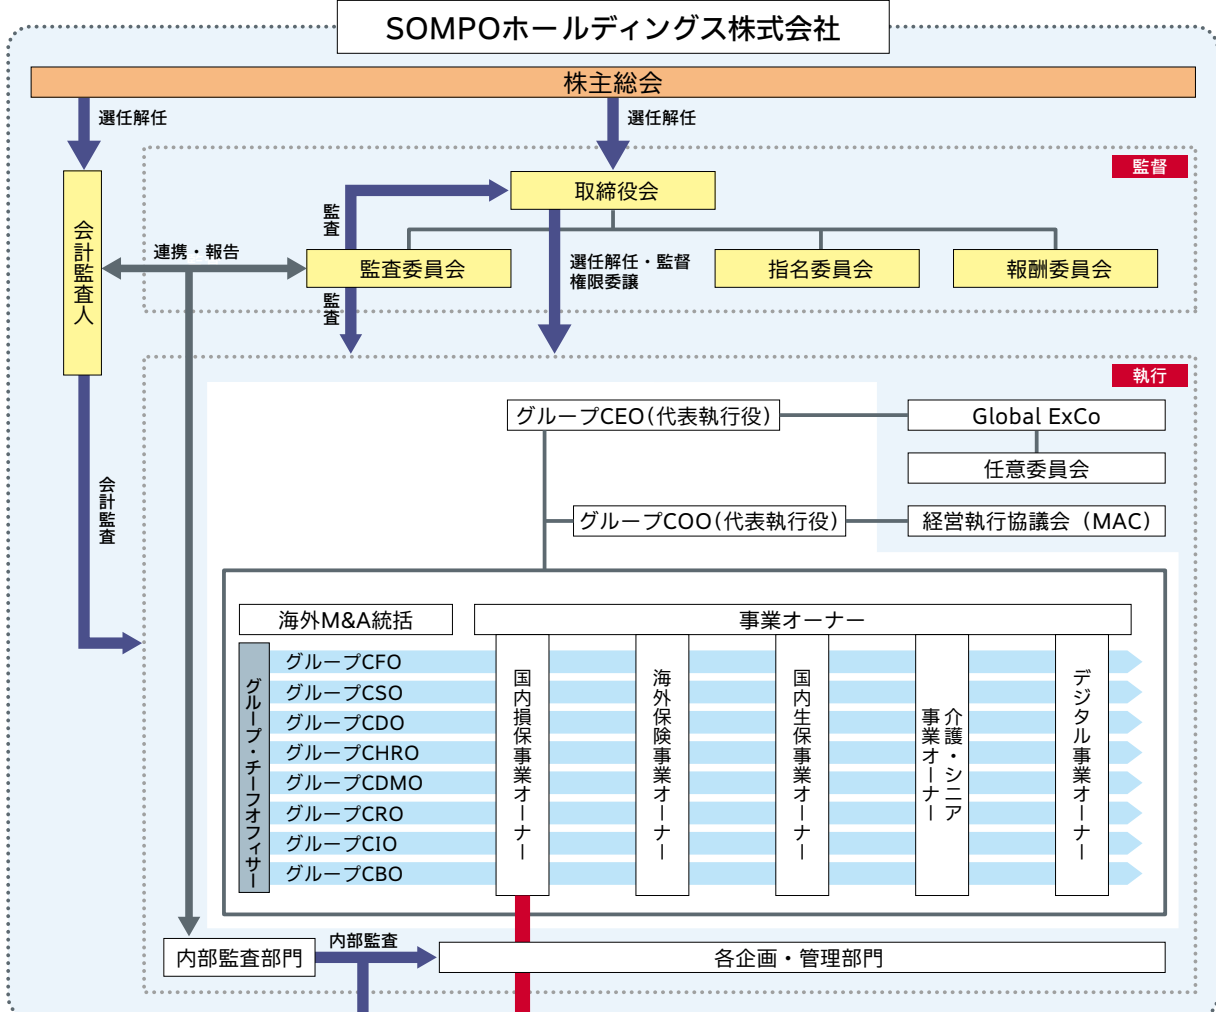 SOMPOホールディングス株式会社
株主総会
選任解任
選任解任
監督
取締役会
会計監査人
監査
連携・報告
監査委員会
選任解任・監督
権限委譲
指名委員会
報酬委員会
監査
執行
グループCEO(代表執行役)
Global ExCo
任意委員会
会計監査
グループCOO(代表執行役)
経営執行協議会（MAC）
海外M&A統括
事業オーナー
グループ・チーフオフィサー
グループCFO
グループCSO
グループCDO
グループCHRO
グループCDMO
グループCRO
グループCIO
グループCBO
国内損保事業オーナー
海外保険事業オーナー
国内生保事業オーナー
介護・シニア
事業オーナー
デジタル事業オーナー
内部監査部門
内部監査
各企画・管理部門